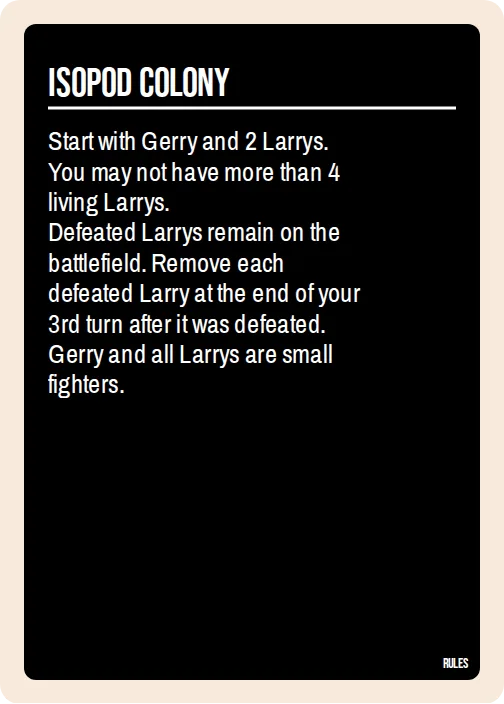 ISOPOD COLONY
Start with Gerry and 2 Larrys.
You may not have more than 4
living Larrys.
Defeated Larrys remain on the
battlefield. Remove each
defeated Larry at the end of your
3rd turn after it was defeated.
Gerry and all Larrys are small
fighters.
RULES